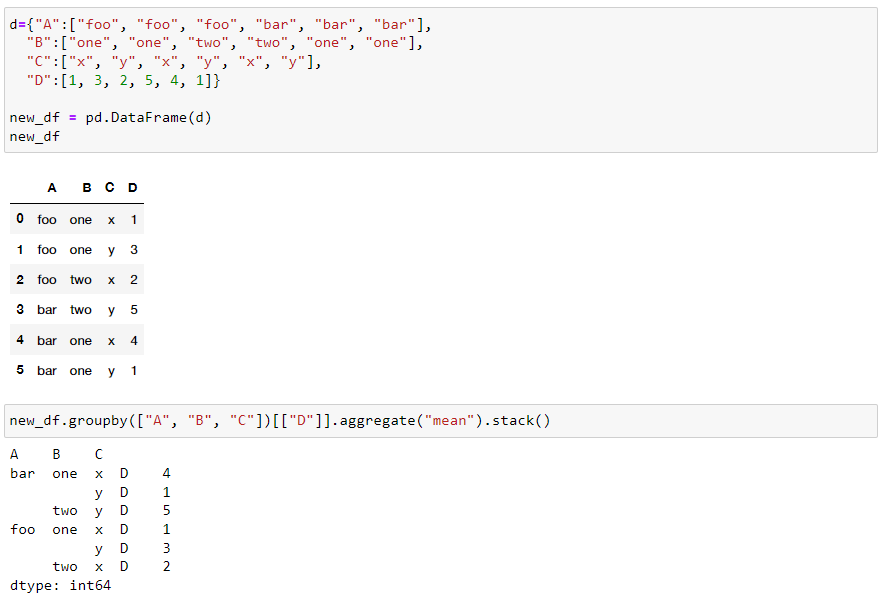 d={"A":["foo", "foo", "foo", "bar", "bar", "bar"],
  "B":["one", "one", "two", "two", "one", "one"],
  "C":["x", "y", "x", "y", "x", "y"],
  "D":[1, 3, 2, 5, 4, 1]}
new_df = pd.DataFrame(d)
new_df
A B C D
0 foo one x 1
1 foo one y 3
2 foo two x 2
3 bar two y 5
4 bar one x 4
5 bar one y 1
new_df.groupby(["A", "B", "C"])[["D"]].aggregate("mean").stack()
A    B    C
bar  one  x  D    4
          y  D    1
     two  y  D    5
foo  one  x  D    1
          y  D    3
     two  x  D    2
dtype: int64